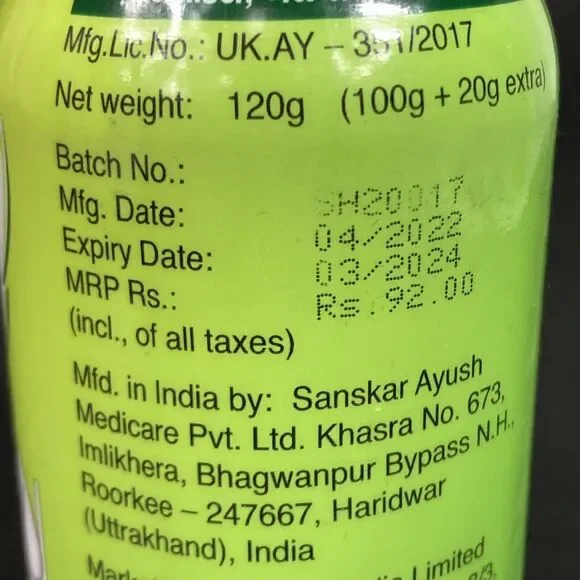 Mfg.Lic.No.: UK.AY – 351/2017
Net weight: 120g (100g + 20g extra)
Batch No.: SH20017
Mfg. Date: 04/2022
Expiry Date: 03/2024
MRP Rs.: Rs.92.00
(incl., of all taxes)
Mfd. in India by: Sanskar Ayush
Medicare Pvt. Ltd. Khasra No. 673,
Imlikhera, Bhagwanpur Bypass N.H.,
Roorkee – 247667, Haridwar
(Uttrakhand), India
Limited